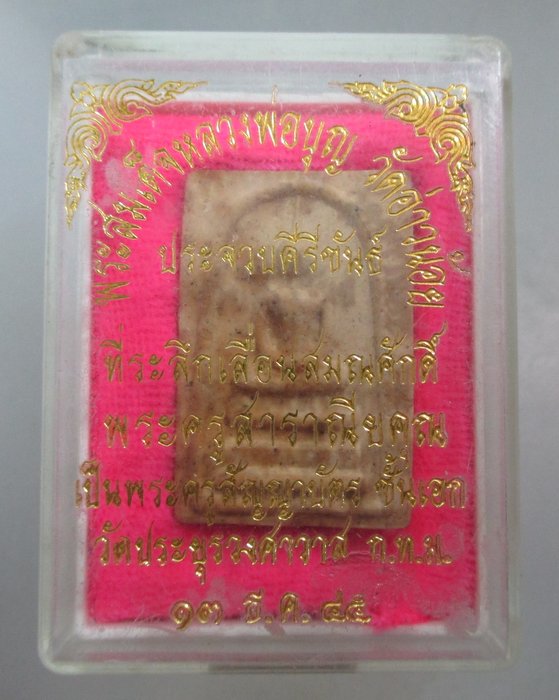 พระสมเด็จหลวงพ่อบุญ วัดอ่าวน้อย
ประจวบคีรีขันธ์
ที่ระลึกเลื่อนสมณศักดิ์
พระครูสาราณียคุณ
เป็นพระครูสัญญาบัตร ชั้นเอก
วัดประยุรวงศาวาส ก.ท.ม.
๑๓ ธ.ค. ๔๕